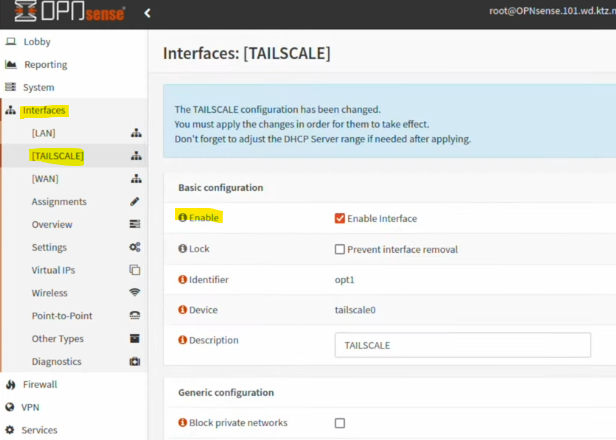 OPNsense
root@OPNsense.101.wd.ktz.n
Lobby
Reporting
System
Interfaces
[LAN]
[TAILSCALE]
[WAN]
Assignments
Overview
Settings
Virtual IPs
Wireless
Point-to-Point
Other Types
Diagnostics
Firewall
VPN
Services
Interfaces: [TAILSCALE]
The TAILSCALE configuration has been changed.
You must apply the changes in order for them to take effect.
Don't forget to adjust the DHCP Server range if needed after applying.
Basic configuration
Enable Enable Interface
Lock Prevent interface removal
Identifier opt1
Device tailscale0
Description TAILSCALE
Generic configuration
Block private networks